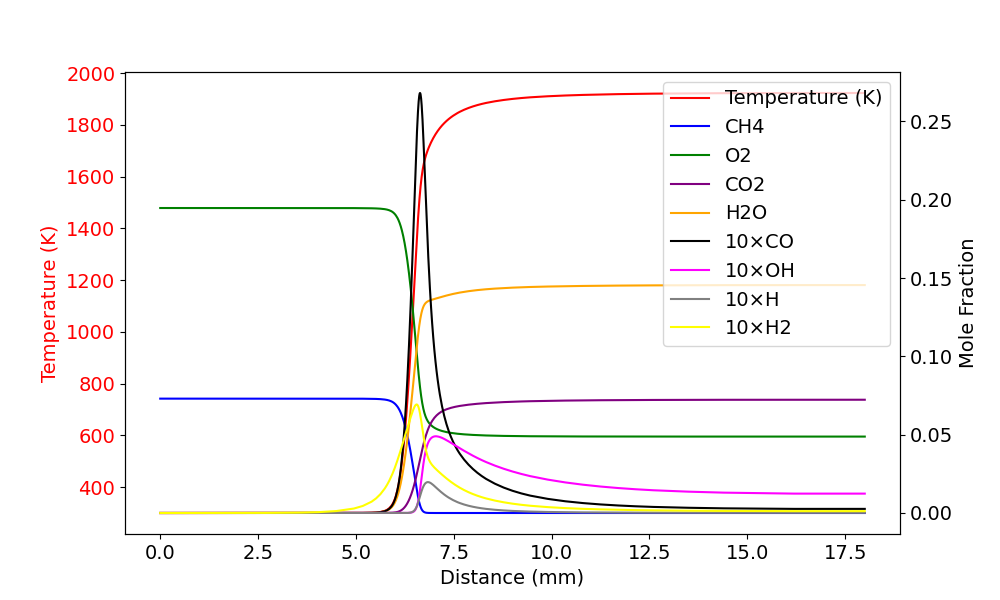 2000
1800
1600
1400
1200
1000
800
600
400
Temperature (K)
Temperature (K)
CH4
O2
CO2
H2O
10×CO
10×OH
10×H
10×H2
0.25
0.20
0.15
0.10
0.05
0.00
Mole Fraction
0.0 2.5 5.0 7.5 10.0 12.5 15.0 17.5
Distance (mm)